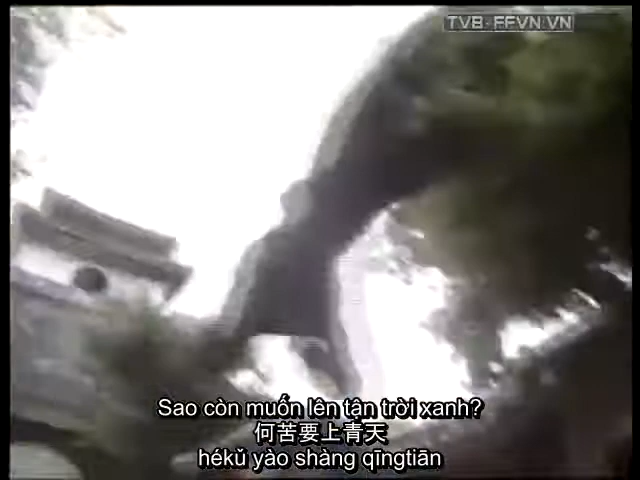 TVB-FFVN.VN
Sao còn muốn lên tận trời xanh?
何苦要上青天
hékǔ yào shàng qīngtiān